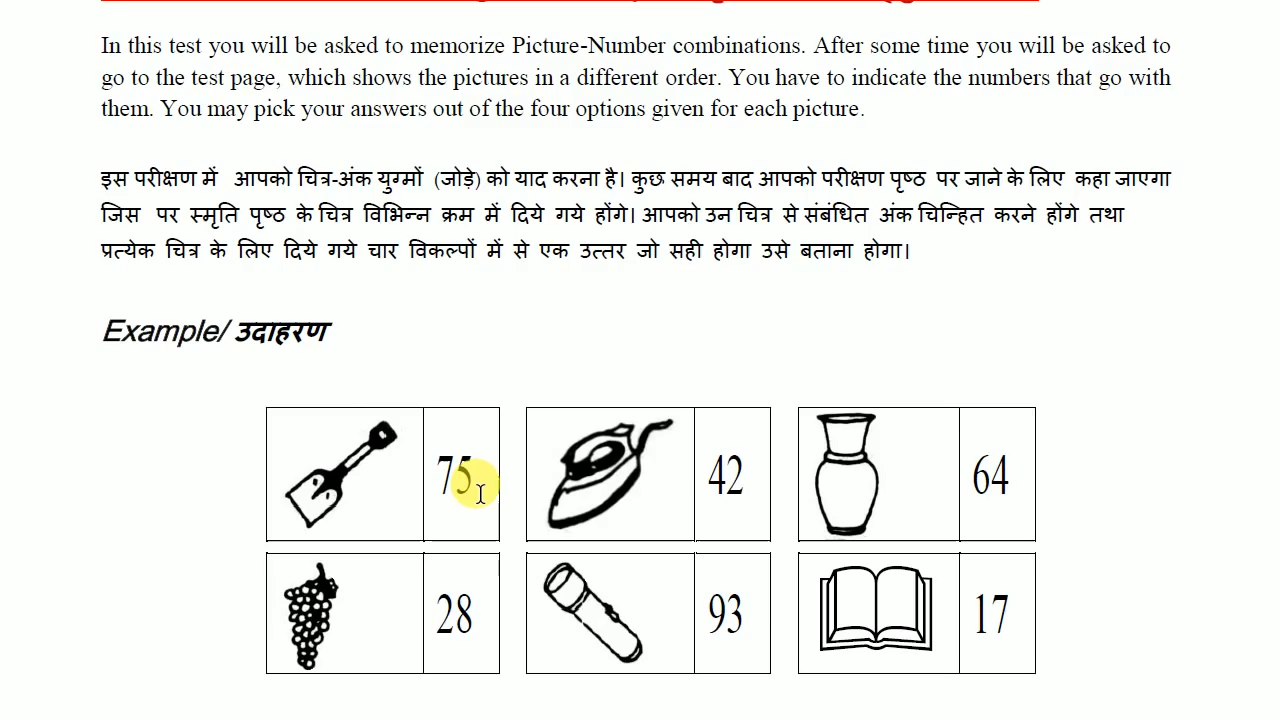 In this test you will be asked to memorize Picture-Number combinations. After some time you will be asked to
go to the test page, which shows the pictures in a different order. You have to indicate the numbers that go with
them. You may pick your answers out of the four options given for each picture.
इस परीक्षण में आपको चित्र-अंक युग्मों (जोड़े) को याद करना है। कुछ समय बाद आपको परीक्षण पृष्ठ पर जाने के लिए कहा जाएगा
जिस पर स्मृति पृष्ठ के चित्र विभिन्न क्रम में दिये गये होंगे। आपको उन चित्र से संबंधित अंक चिन्हित करने होंगे तथा
प्रत्येक चित्र के लिए दिये गये चार विकल्पों में से एक उत्तर जो सही होगा उसे बताना होगा।
Example/ उदाहरण
75 42 64
28 93 17